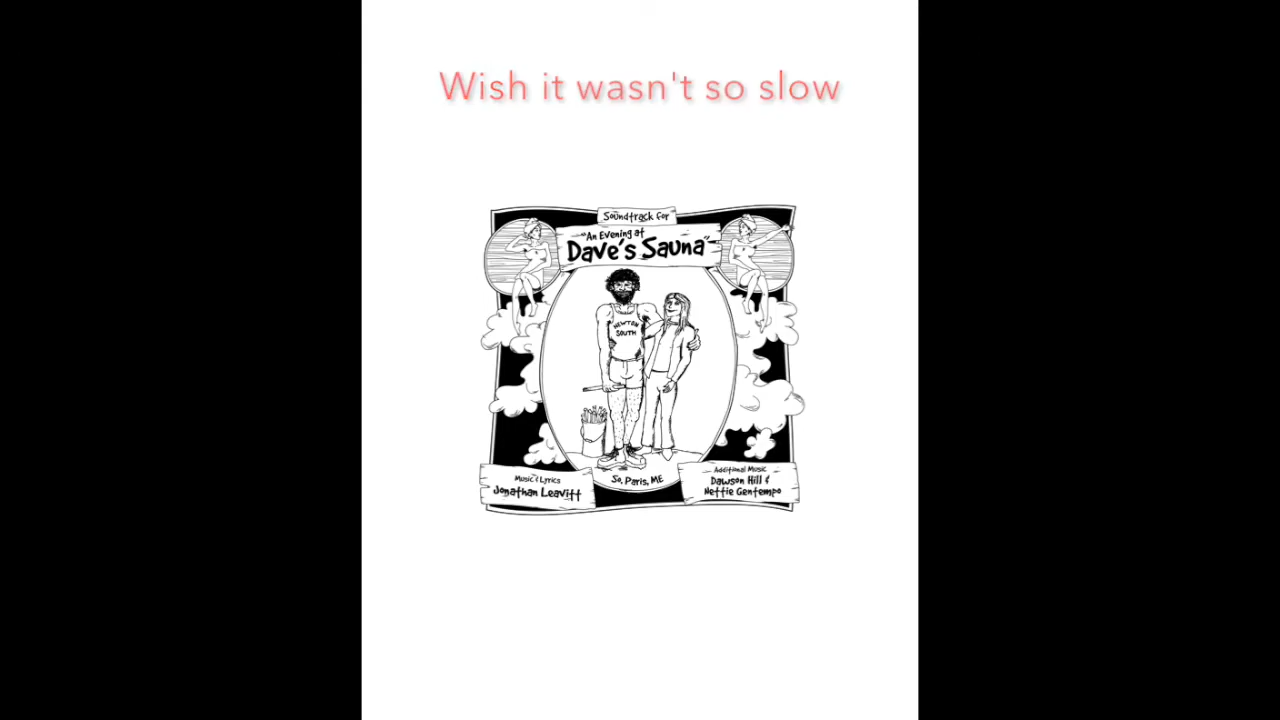 Wish it wasn't so slow
Soundtrack for
"An Evening at
Dave's Sauna"
NEWTON
SOUTH
So. Paris, ME
Music & Lyrics
Jonathan Leavitt
Additional Music
Dawson Hill &
Nettie Gentempo